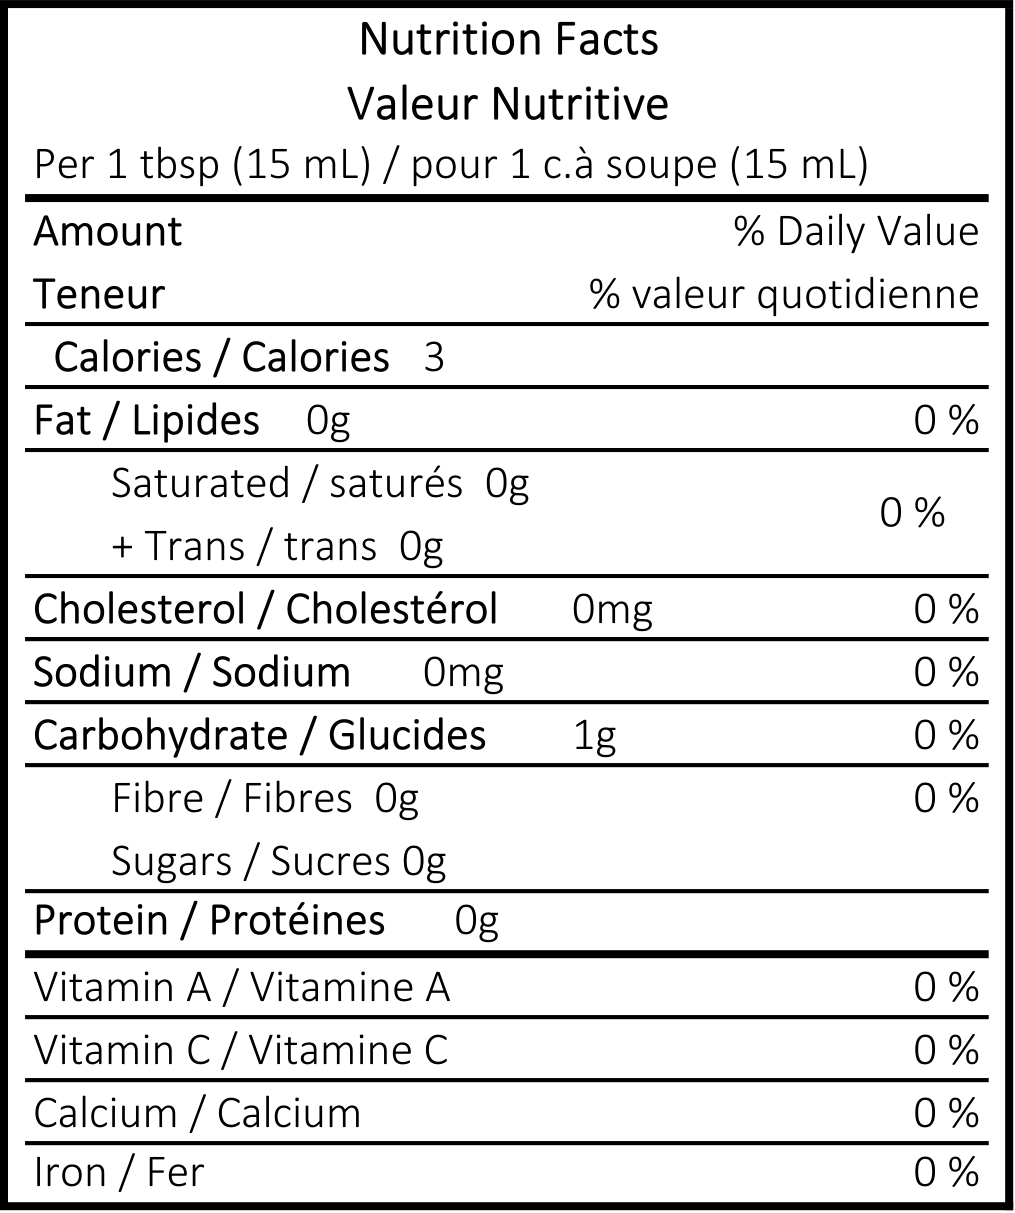 Nutrition Facts
Valeur Nutritive
Per 1 tbsp (15 mL) / pour 1 c.à soupe (15 mL)
Amount % Daily Value
Teneur % valeur quotidienne
Calories / Calories 3
Fat / Lipides 0g 0 %
Saturated / saturés 0g
0 %
+ Trans / trans 0g
Cholesterol / Cholestérol 0mg 0 %
Sodium / Sodium 0mg 0 %
Carbohydrate / Glucides 1g 0 %
Fibre / Fibres 0g 0 %
Sugars / Sucres 0g
Protein / Protéines 0g
Vitamin A / Vitamine A 0 %
Vitamin C / Vitamine C 0 %
Calcium / Calcium 0 %
Iron / Fer 0 %